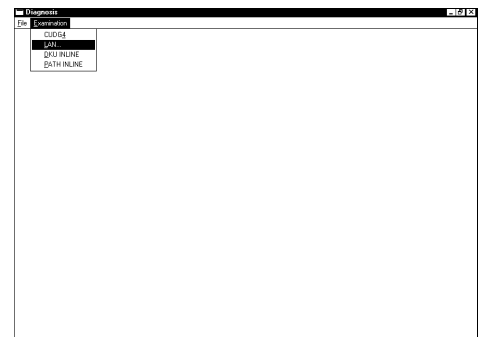 Diagnosis
File Examination
CUDG4
LAN...
DKU INLINE
PATH INLINE